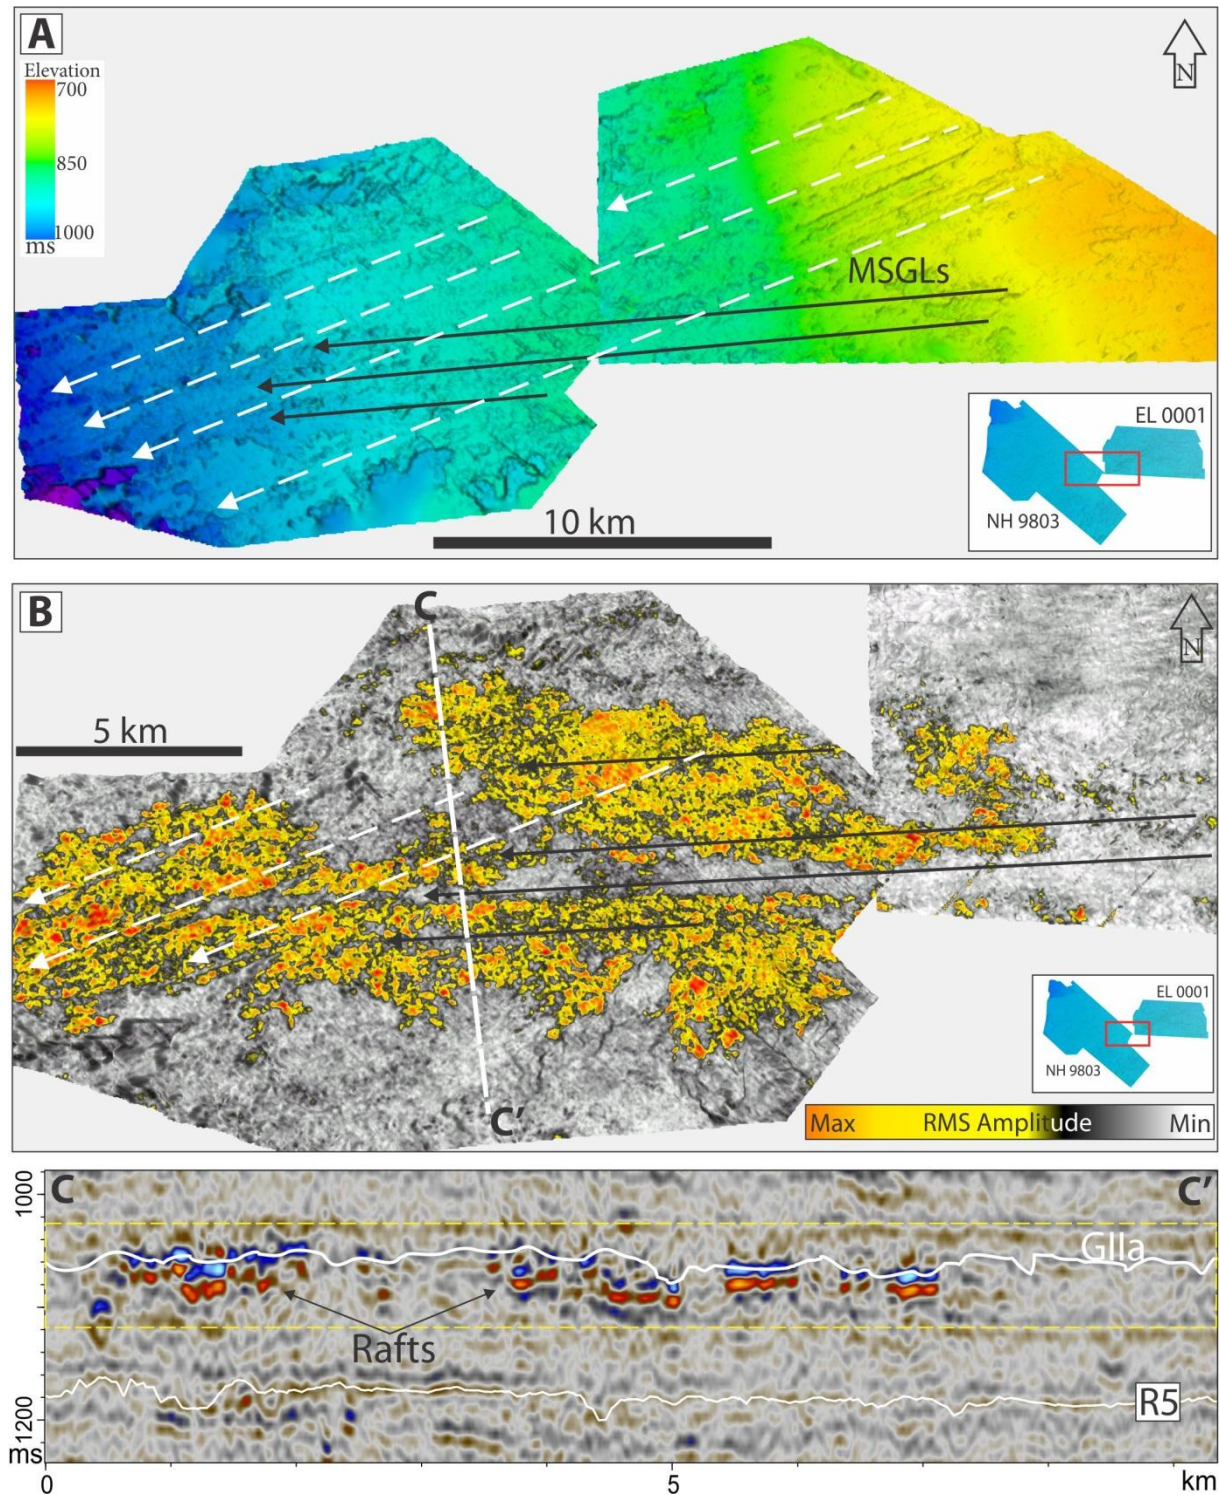 A
Elevation
700
850
1000
ms
N
MSGLs
10 km
EL 0001
NH 9803
B
C
N
5 km
C'
EL 0001
NH 9803
Max RMS Amplitude Min
C
C'
1000
GIIa
Rafts
R5
1200
ms
0
5
km